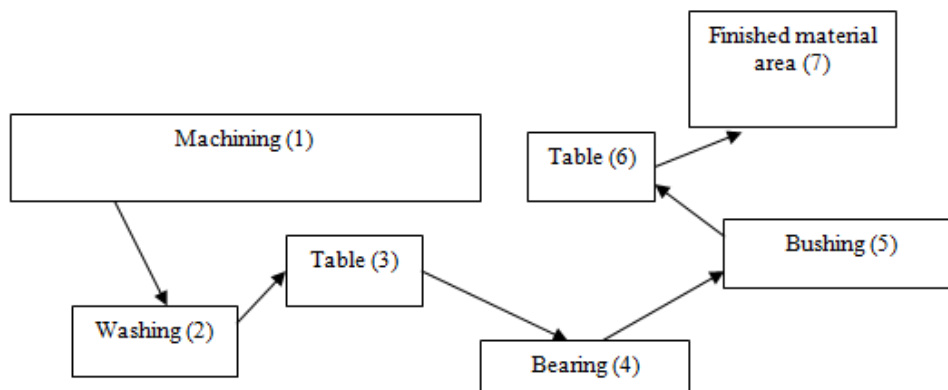 Machining (1)
Washing (2)
Table (3)
Bearing (4)
Bushing (5)
Table (6)
Finished material
area (7)